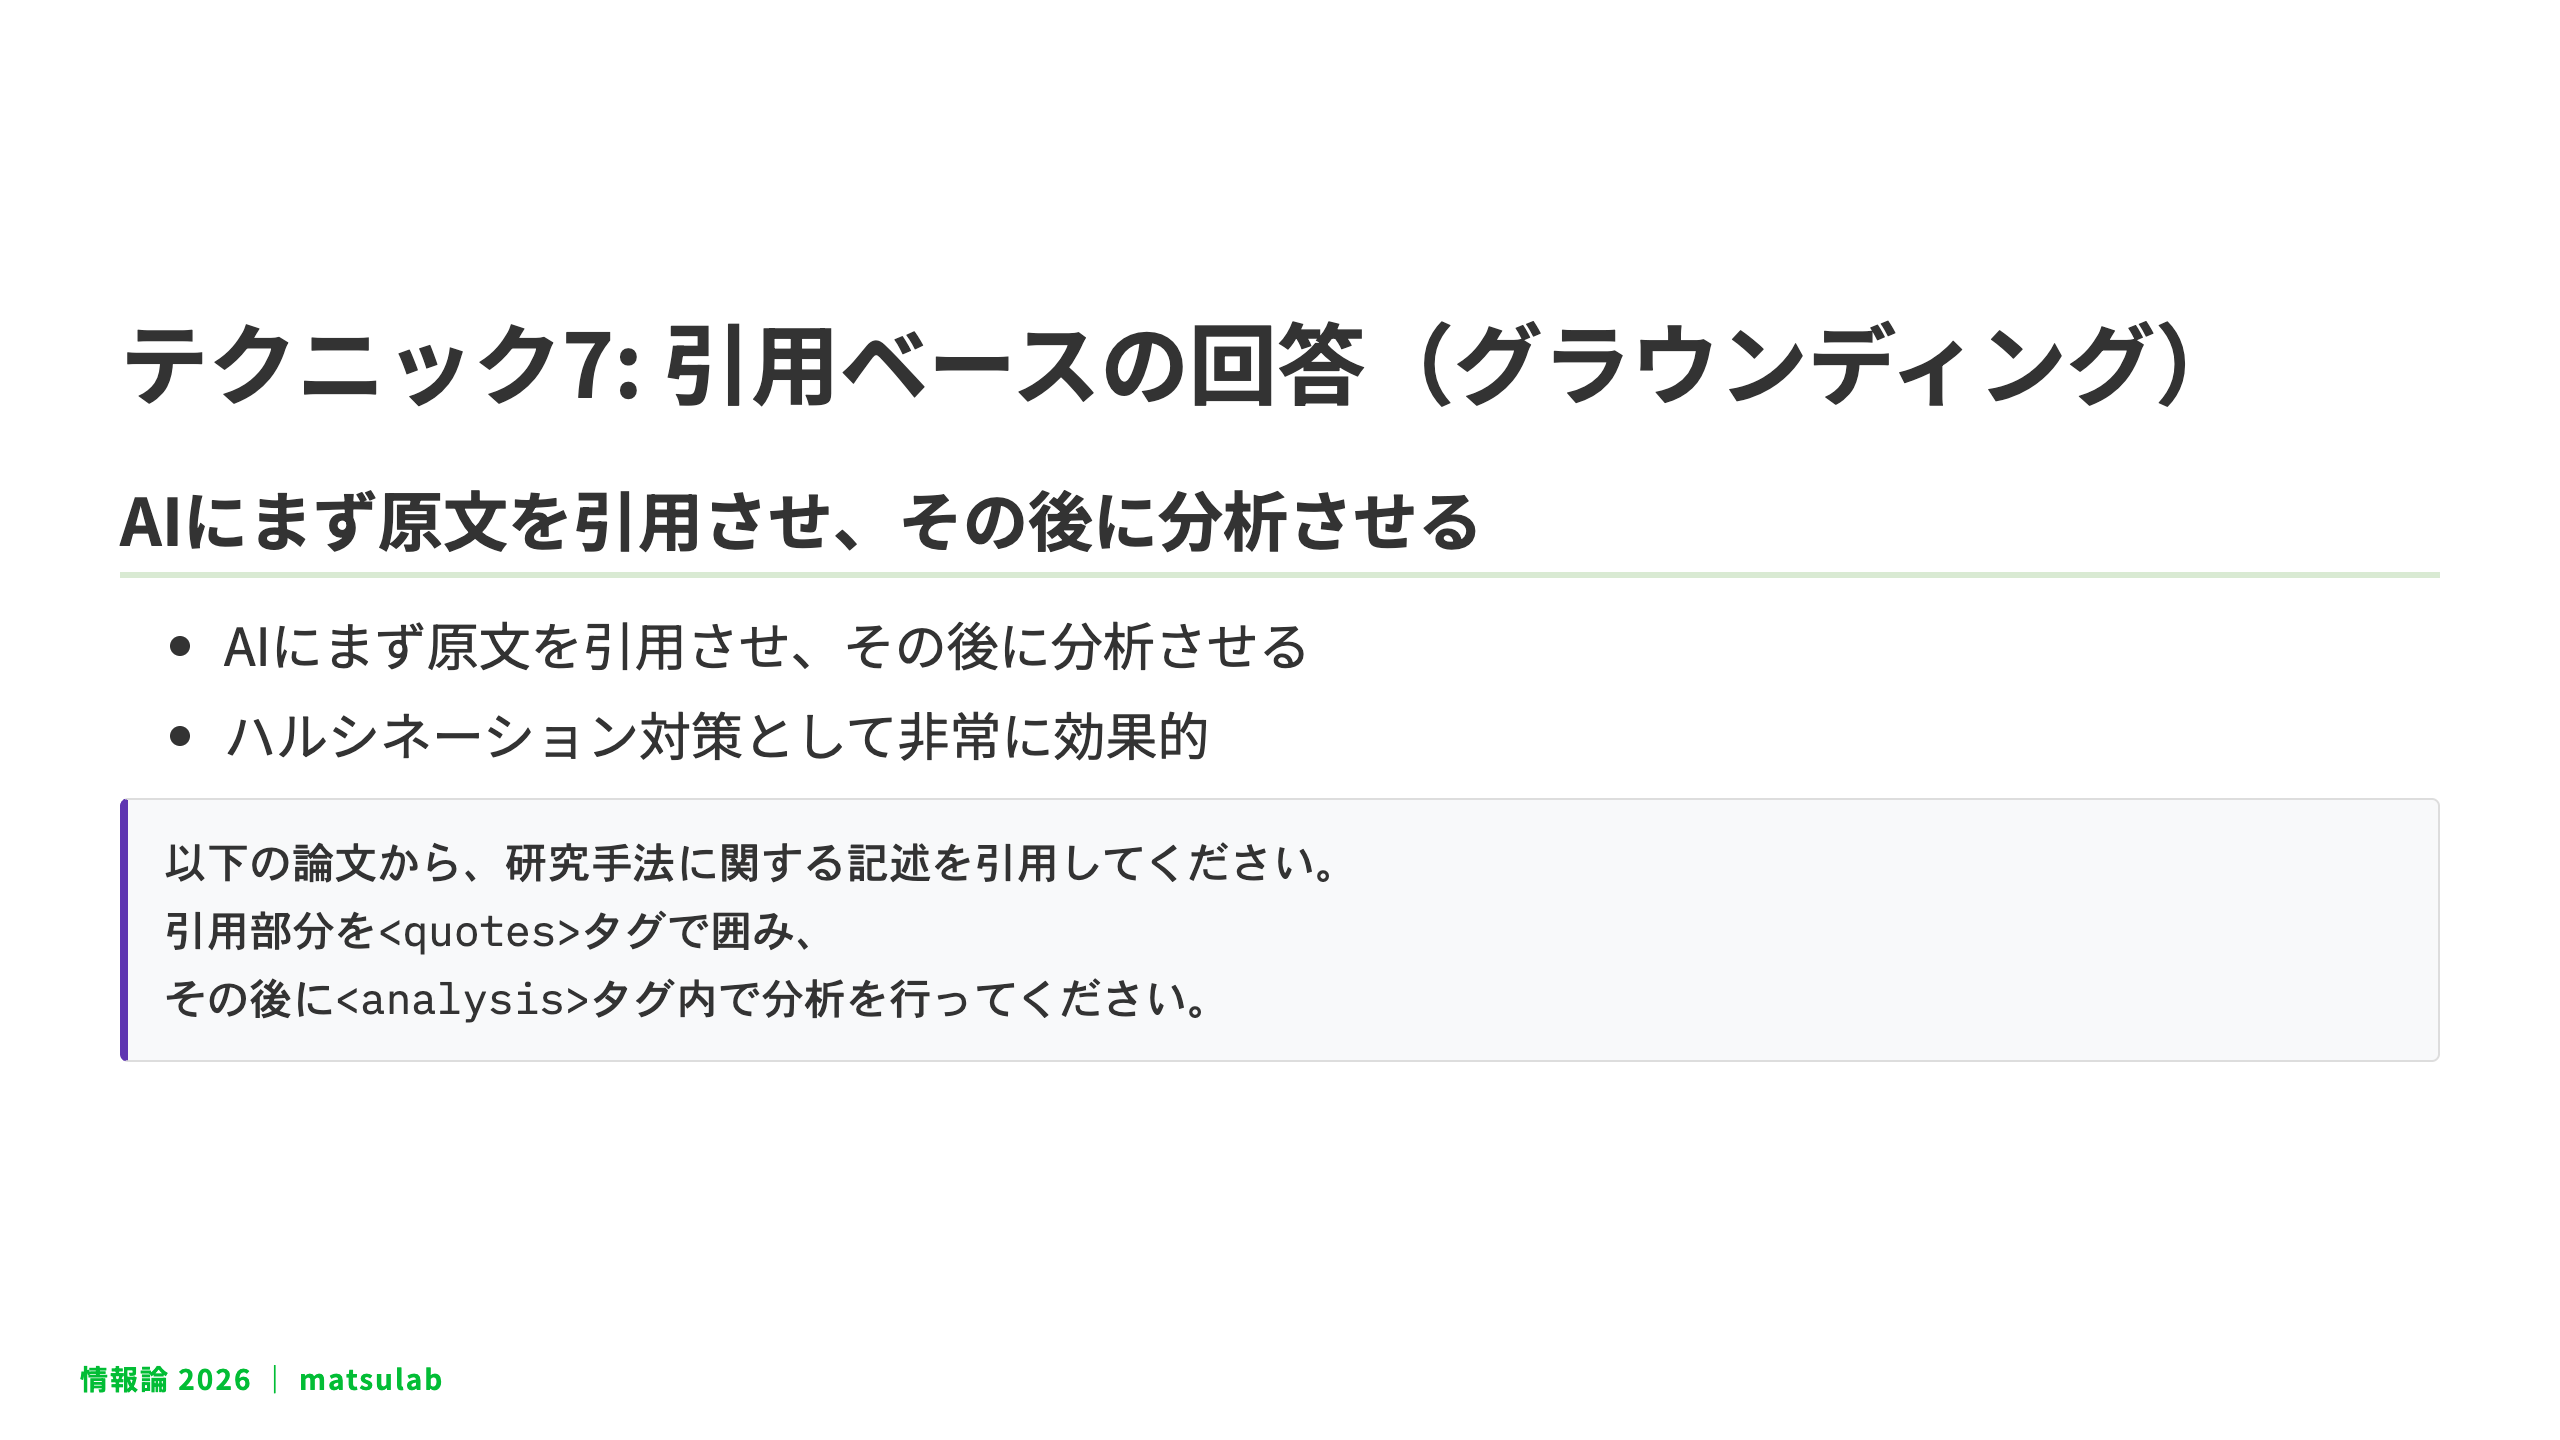 テクニック7: 引用ベースの回答（グラウンディング）
AIにまず原文を引用させ、その後に分析させる
• AIにまず原文を引用させ、その後に分析させる
• ハルシネーション対策として非常に効果的
以下の論文から、研究手法に関する記述を引用してください。
引用部分を<quotes>タグで囲み、
その後に<analysis>タグ内で分析を行ってください。
情報論 2026 ｜ matsulab